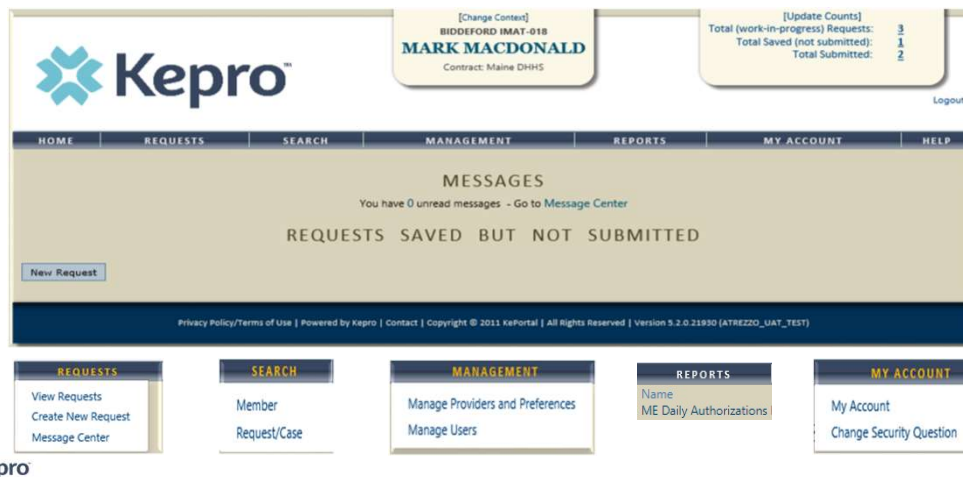 [Change Context]
BIDDEFORD IMAT-018
MARK MACDONALD
Contract: Maine DHHS
[Update Counts]
Total (work-in-progress) Requests: 3
Total Saved (not submitted): 1
Total Submitted: 2
Kepro
Logout
HOME REQUESTS SEARCH MANAGEMENT REPORTS MY ACCOUNT HELP
MESSAGES
You have 0 unread messages - Go to Message Center
REQUESTS SAVED BUT NOT SUBMITTED
New Request
Privacy Policy/Terms of Use | Powered by Kepro | Contact | Copyright © 2011 KePortal | All Rights Reserved | Version 5.2.0.21930 (ATREZZO_UAT_TEST)
REQUESTS
View Requests
Create New Request
Message Center
SEARCH
Member
Request/Case
MANAGEMENT
Manage Providers and Preferences
Manage Users
REPORTS
Name
ME Daily Authorizations
MY ACCOUNT
My Account
Change Security Question
pro